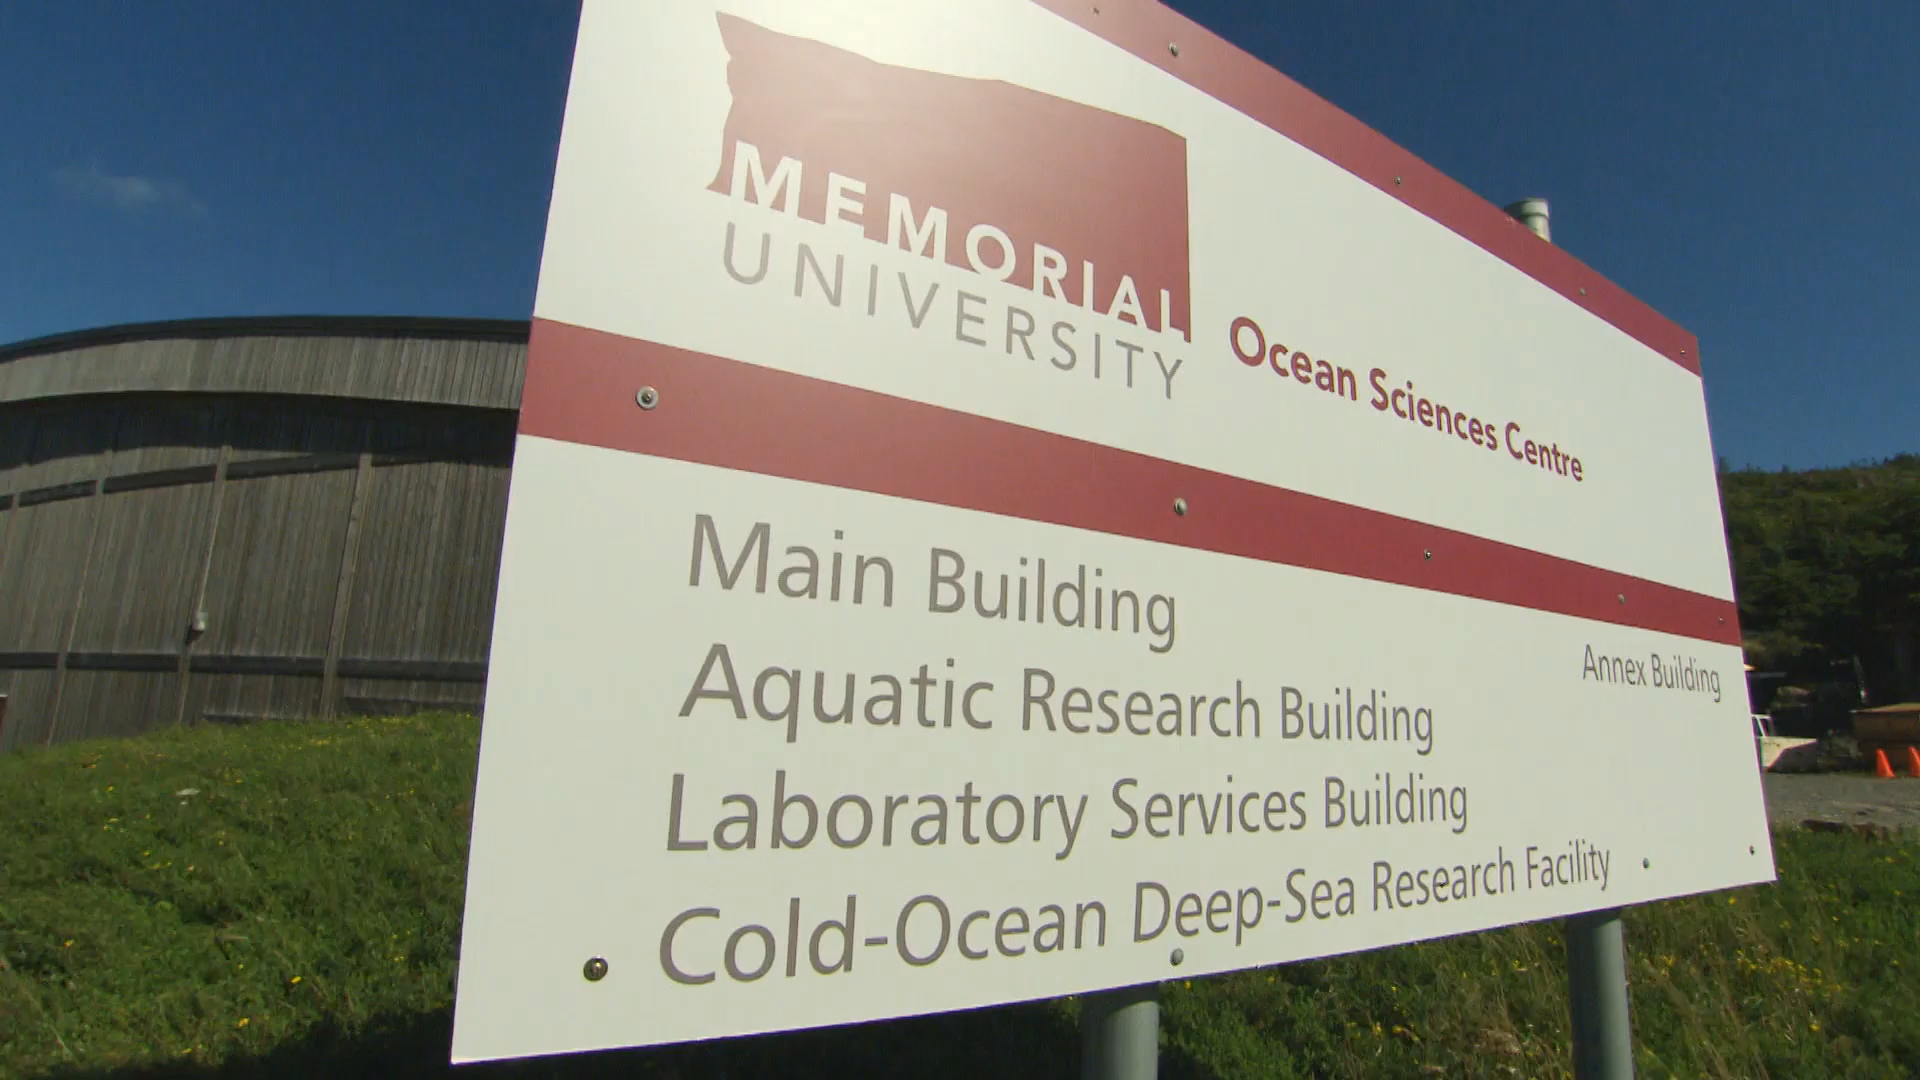 MEMORIAL
UNIVERSITY
Ocean Sciences Centre
Main Building
Annex Building
Aquatic Research Building
Laboratory Services Building
Cold-Ocean Deep-Sea Research Facility